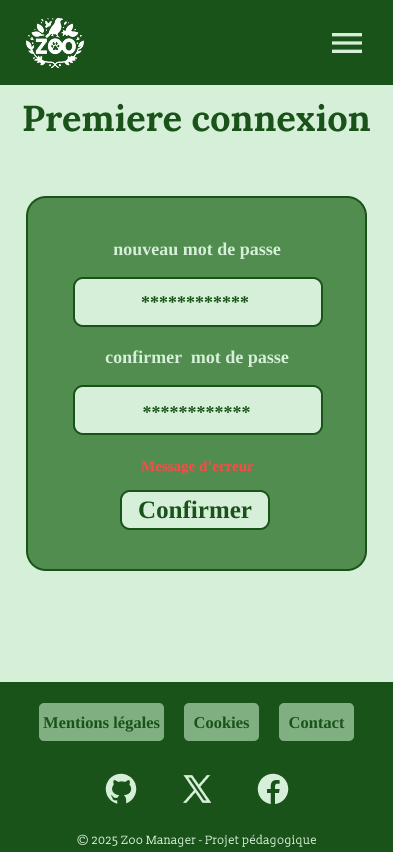 ZOO
Premiere connexion
nouveau mot de passe
************
confirmer mot de passe
************
Message d'erreur
Confirmer
Mentions légales Cookies Contact
© 2025 Zoo Manager - Projet pédagogique